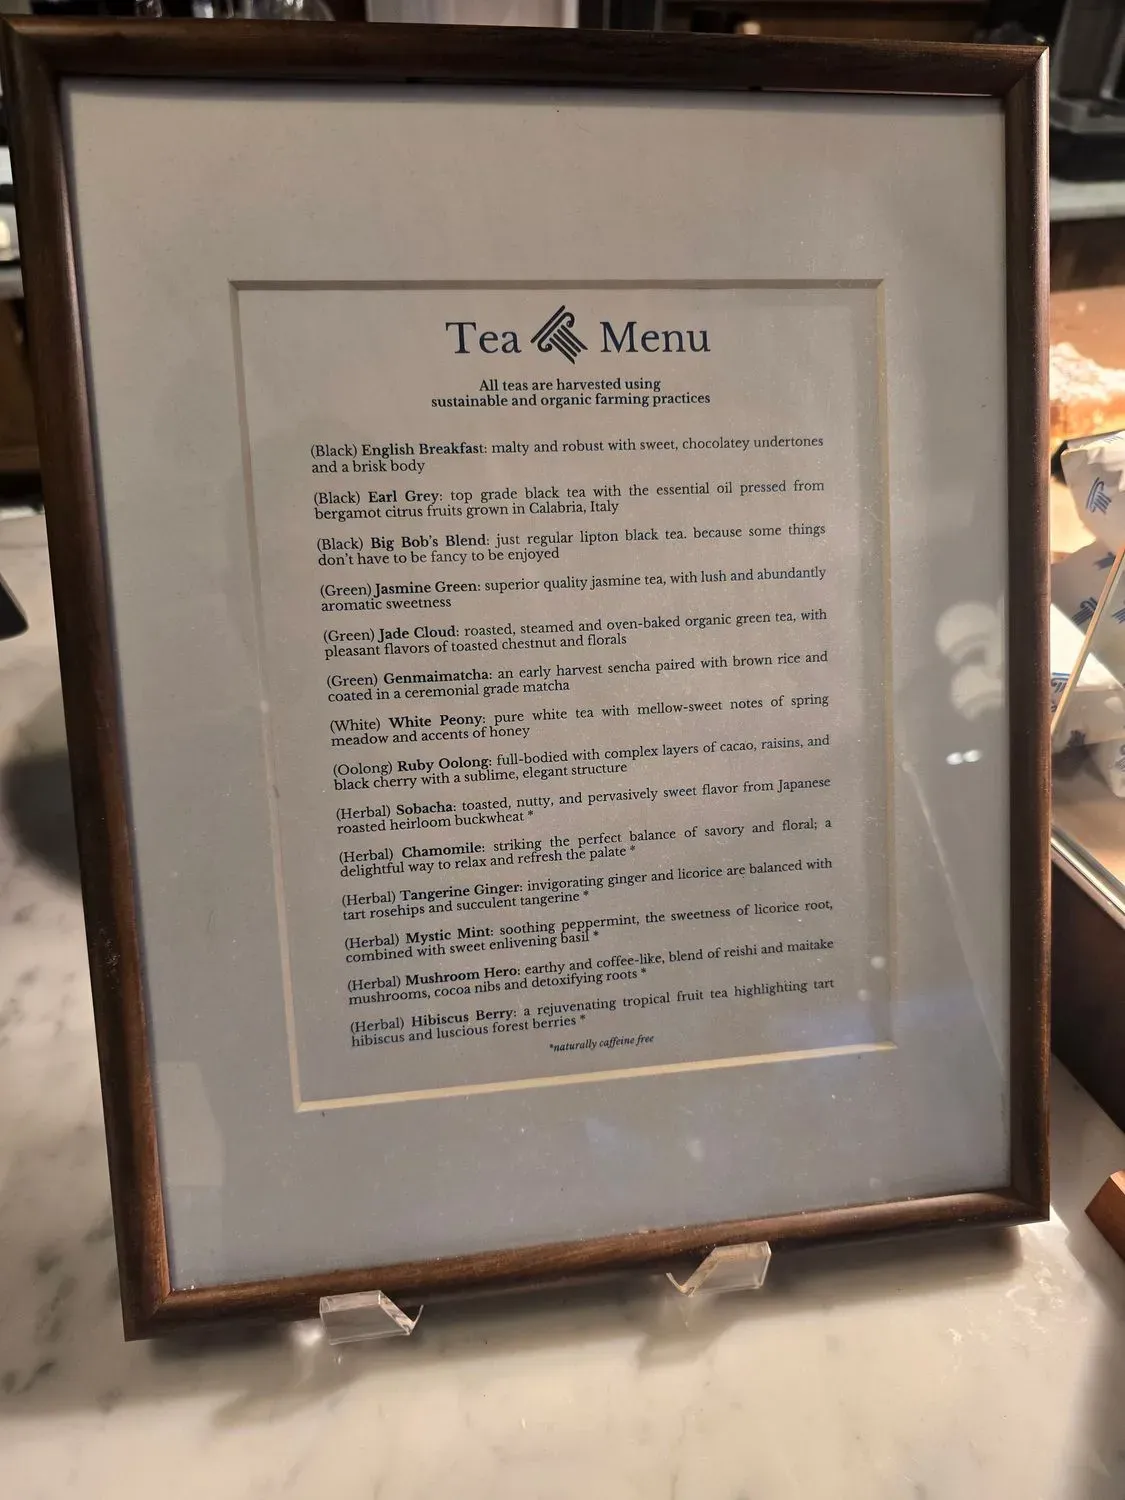 Tea Menu
All teas are harvested using
sustainable and organic farming practices
(Black) English Breakfast: malty and robust with sweet, chocolatey undertones
and a brisk body
(Black) Earl Grey: top grade black tea with the essential oil pressed from
bergamot citrus fruits grown in Calabria, Italy
(Black) Big Bob's Blend: just regular lipton black tea. because some things
don't have to be fancy to be enjoyed
(Green) Jasmine Green: superior quality jasmine tea, with lush and abundantly
aromatic sweetness
(Green) Jade Cloud: roasted, steamed and oven-baked organic green tea, with
pleasant flavors of toasted chestnut and florals
(Green) Genmaimatcha: an early harvest sencha paired with brown rice and
coated in a ceremonial grade matcha
(White) White Peony: pure white tea with mellow-sweet notes of spring
meadow and accents of honey
(Oolong) Ruby Oolong: full-bodied with complex layers of cacao, raisins, and
black cherry with a sublime, elegant structure
(Herbal) Sobacha: toasted, nutty, and pervasively sweet flavor from Japanese
roasted heirloom buckwheat *
(Herbal) Chamomile: striking the perfect balance of savory and floral; a
delightful way to relax and refresh the palate *
(Herbal) Tangerine Ginger: invigorating ginger and licorice are balanced with
tart rosehips and succulent tangerine *
(Herbal) Mystic Mint: soothing peppermint, the sweetness of licorice root,
combined with sweet enlivening basil *
(Herbal) Mushroom Hero: earthy and coffee-like, blend of reishi and maitake
mushrooms, cocoa nibs and detoxifying roots *
(Herbal) Hibiscus Berry: a rejuvenating tropical fruit tea highlighting tart
hibiscus and luscious forest berries *
*naturally caffeine free